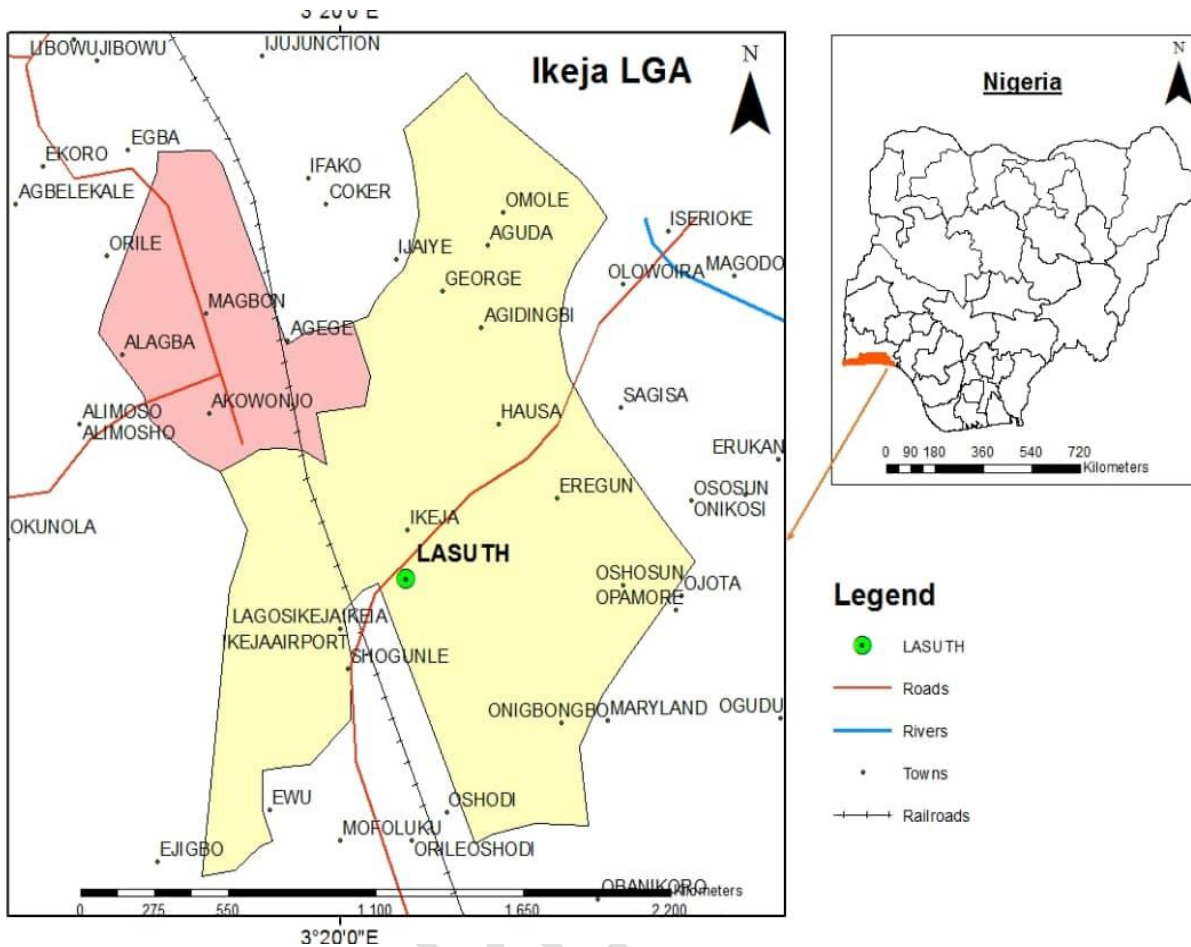 3°20'0"E
Ikeja LGA
N
LIBOWUJIBOWU
IJUJUNCTION
EGBA
EKORO
IFAKO
AGBELEKALE
COKER
OMOLE
ISERIOKE
ORILE
IJAIYE
AGUDA
GEORGE
OLOWOIRA
MAGODO
MAGBON
AGIDINGBI
AGEGE
ALAGBA
SAGISA
ALIMOSO
ALIMOSHO
AKOWONJO
HAUSA
ERUKAN
EREGUN
OSOSUN
ONIKOSI
OKUNOLA
IKEJA
LASUTH
OSHOSUN
OJOTA
OPAMORE
LAGOSIKEJAIKEIA
IKEJAAIRPORT
SHOGUNLE
ONIGBONGBO
MARYLAND
OGUDU
EWU
OSHODI
MOFOLUKU
ORILEOSHODI
EJIGBO
OBANIKORO
Kilometers
0 275 550 1.100 1.650 2.200
3°20'0"E
Nigeria
N
0 90 180 360 540 720
Kilometers
Legend
LASUTH
Roads
Rivers
Towns
Railroads